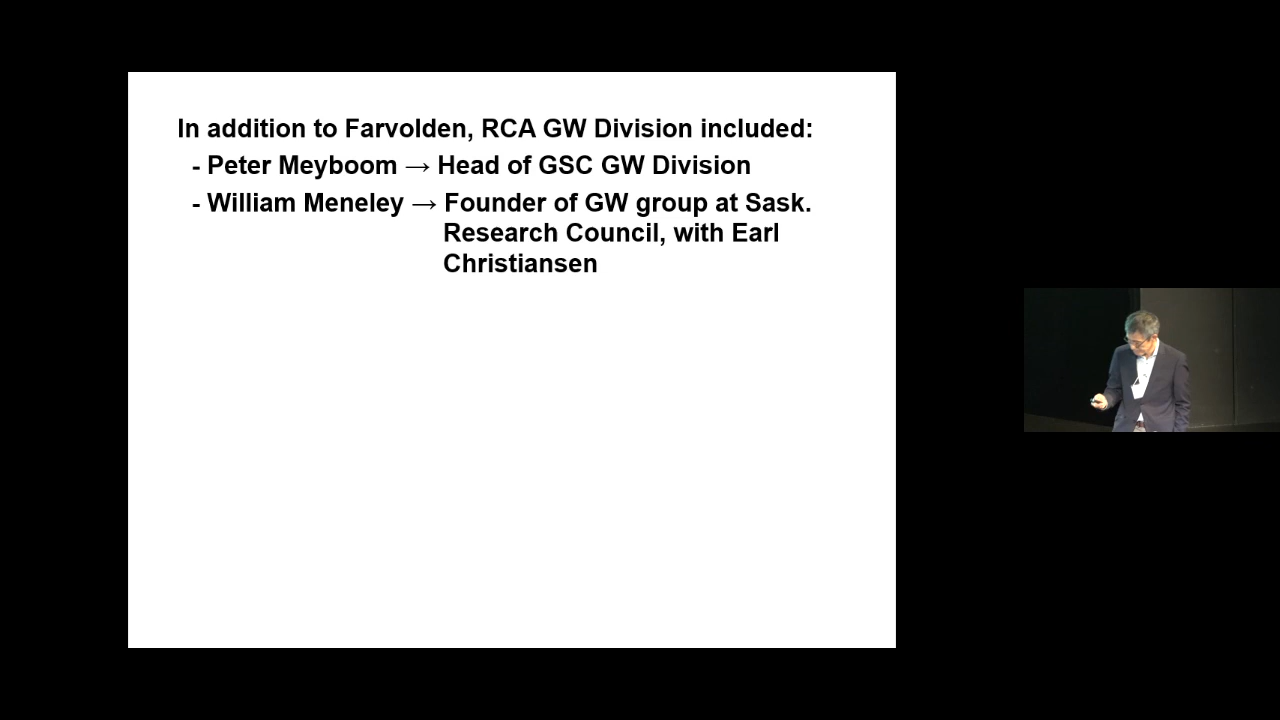 In addition to Farvolden, RCA GW Division included:
- Peter Meyboom → Head of GSC GW Division
- William Meneley → Founder of GW group at Sask.
Research Council, with Earl
Christiansen